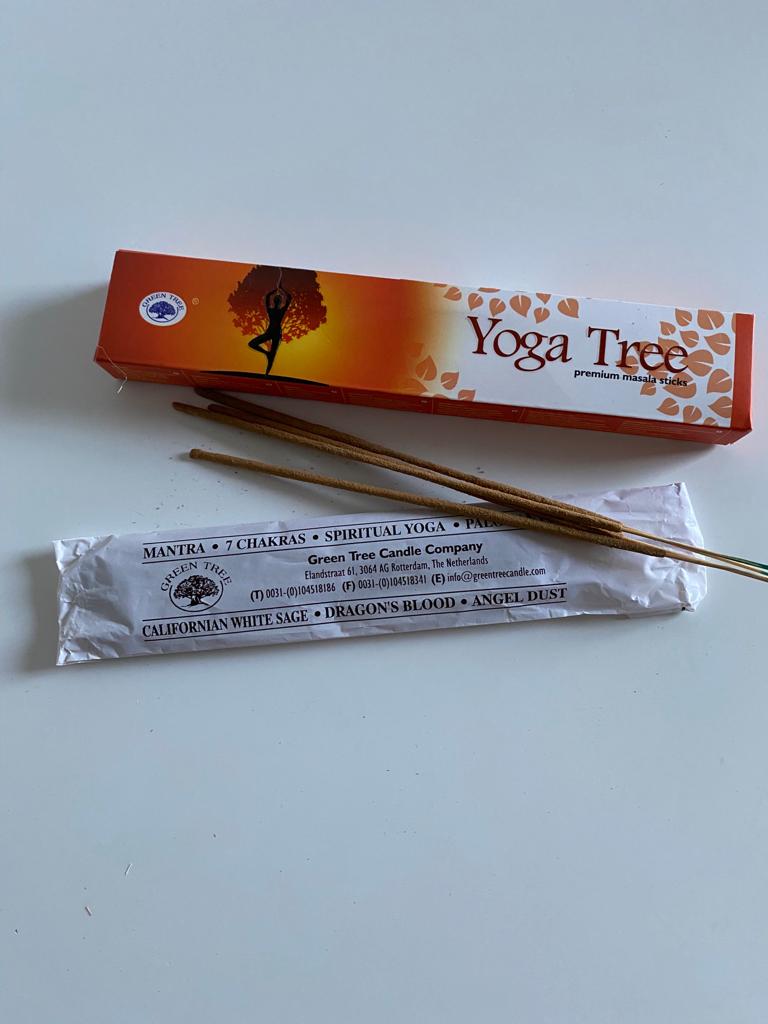 GREEN TREE
®
Yoga Tree
premium masala sticks
MANTRA • 7 CHAKRAS • SPIRITUAL YOGA •
GREEN TREE
Green Tree Candle Company
Elandstraat 61, 3064 AG Rotterdam, The Netherlands
(T) 0031-(0)104518186 (F) 0031-(0)104518341 (E) info@greentreecandle.com
CALIFORNIAN WHITE SAGE • DRAGON'S BLOOD • ANGEL DUST